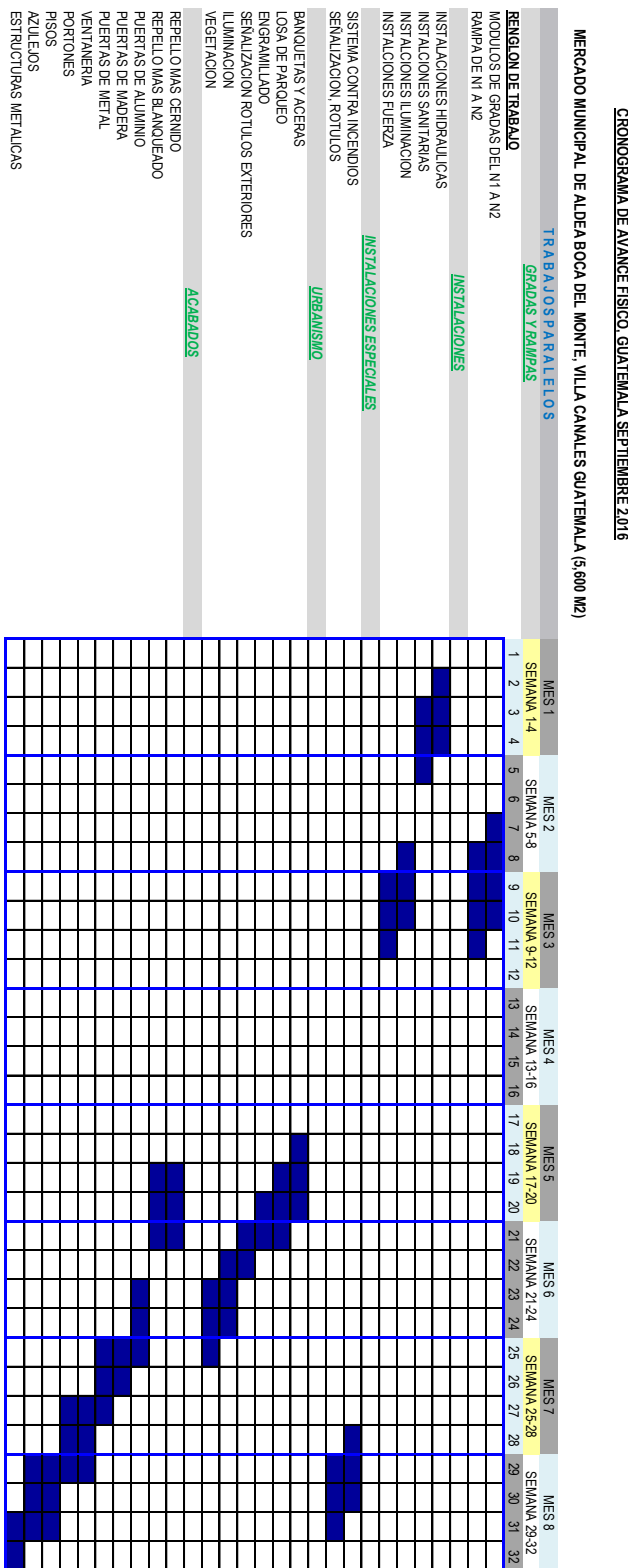 CRONOGRAMA DE AVANCE FISICO, GUATEMALA SEPTIEMBRE 2,016
MERCADO MUNICIPAL DE ALDEA BOCA DEL MONTE, VILLA CANALES GUATEMALA (5,600 M2)
T R A B A J O S P A R A L E L O S MES 1 MES 2 MES 3 MES 4 MES 5 MES 6 MES 7 MES 8
GRADAS Y RAMPAS SEMANA 1-4 SEMANA 5-8 SEMANA 9-12 SEMANA 13-16 SEMANA 17-20 SEMANA 21-24 SEMANA 25-28 SEMANA 29-32
RENGLON DE TRABAJO 1 2 3 4 5 6 7 8 9 10 11 12 13 14 15 16 17 18 19 20 21 22 23 24 25 26 27 28 29 30 31 32
MODULOS DE GRADAS DEL N1 A N2
RAMPA DE N1 A N2
INSTALACIONES
INSTALACIONES HIDRAULICAS
INSTALCIONES SANITARIAS
INSTALCIONES ILUMINACION
INSTALCIONES FUERZA
INSTALACIONES ESPECIALES
SISTEMA CONTRA INCENDIOS
SEÑALIZACION, ROTULOS
URBANISMO
BANQUETAS Y ACERAS
LOSA DE PARQUEO
ENGRAMILLADO
SEÑALIZACION ROTULOS EXTERIORES
ILUMINACION
VEGETACION
ACABADOS
REPELLO MAS CERNIDO
REPELLO MAS BLANQUEADO
PUERTAS DE ALUMINIO
PUERTAS DE MADERA
PUERTAS DE METAL
VENTANERIA
PORTONES
PISOS
AZULEJOS
ESTRUCTURAS METALICAS